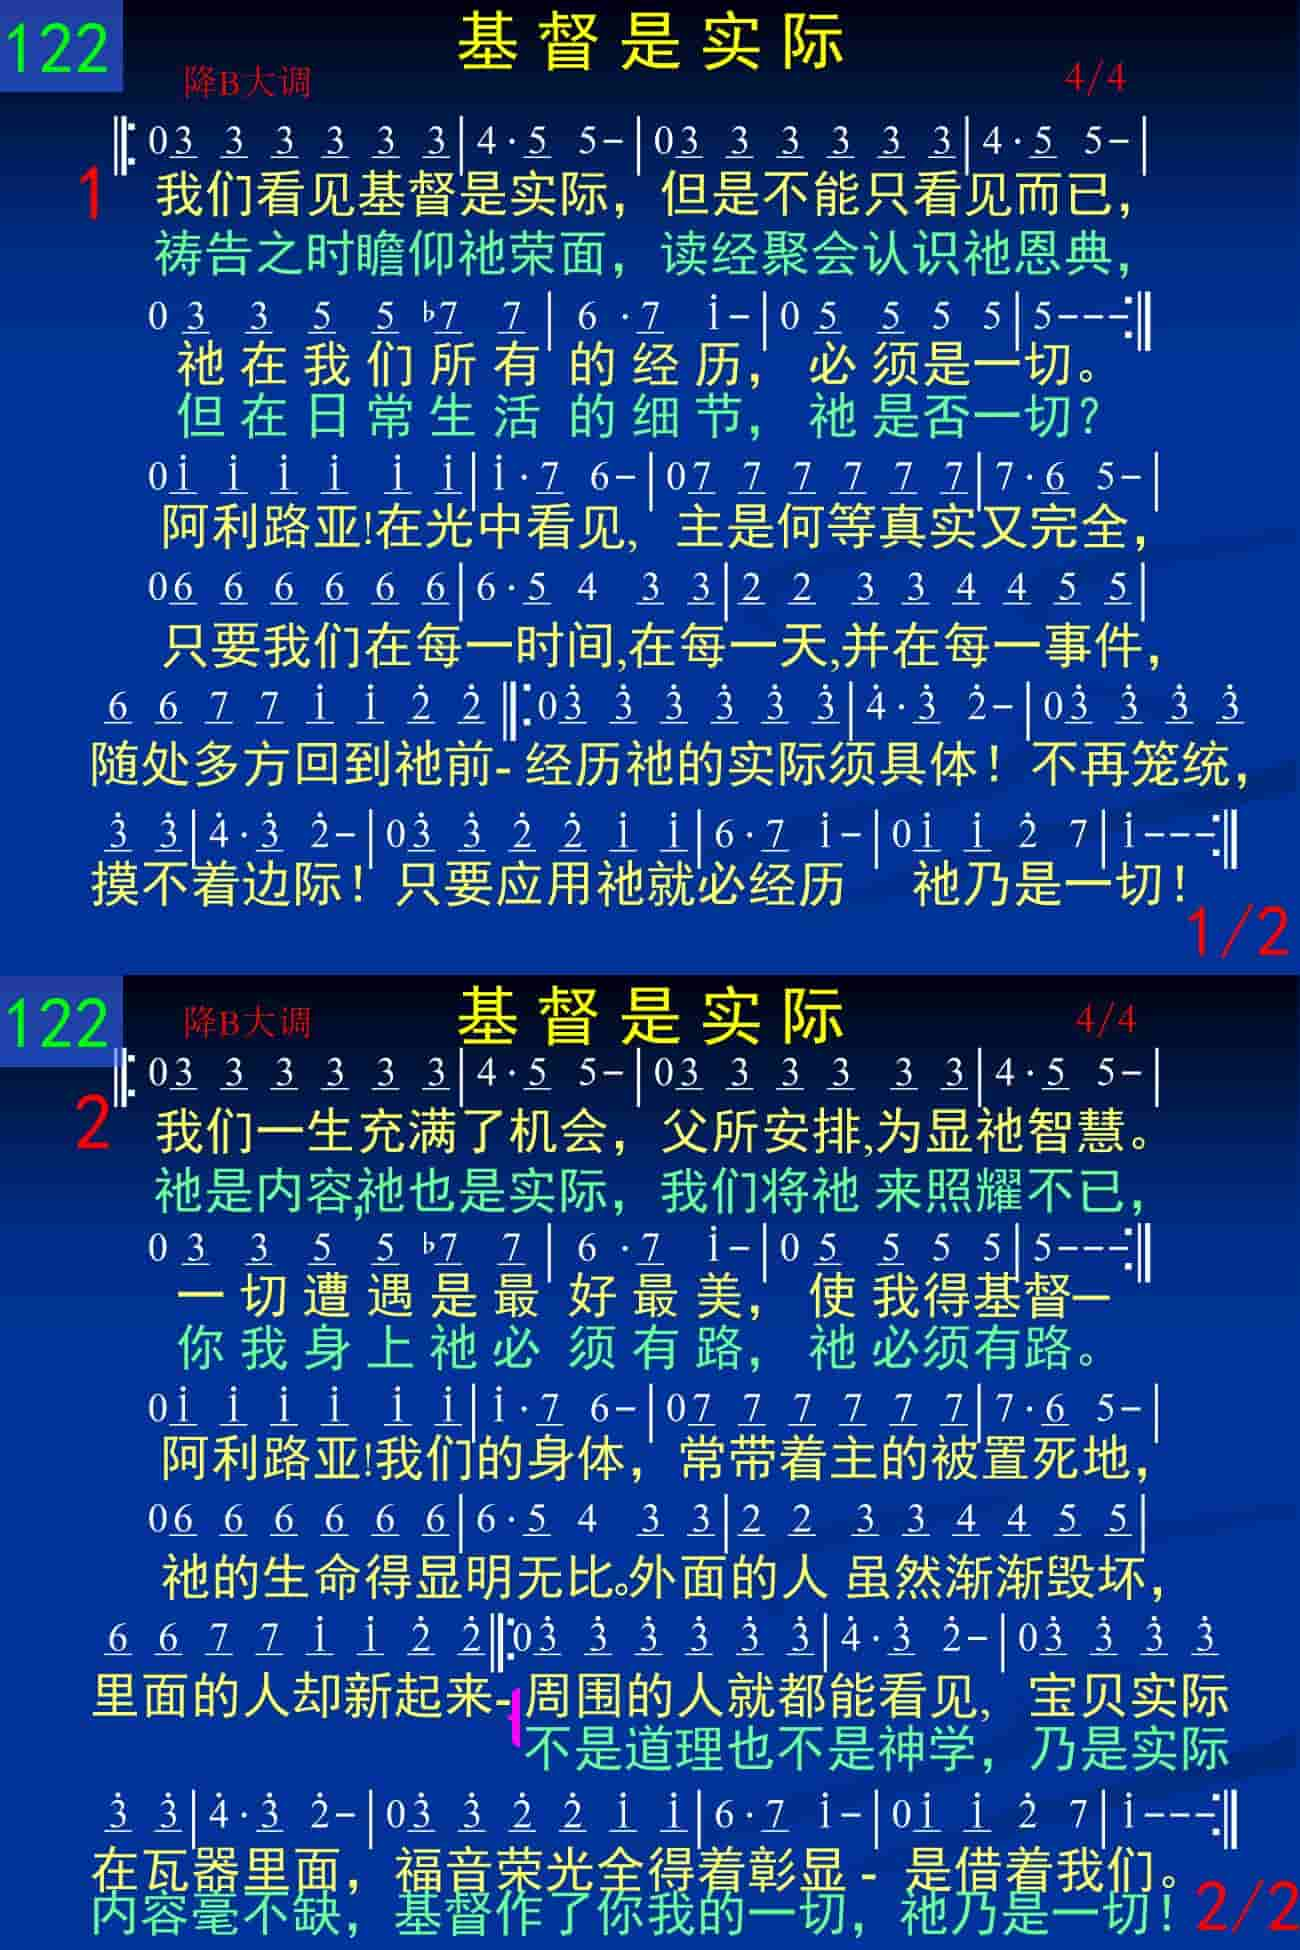 122
基督是实际
降B大调
4/4
‖: 03 3 3 3 3 3|4·5 5-|03 3 3 3 3 3|4·5 5-|
1
我们看见基督是实际，但是不能只看见而已，
祷告之时瞻仰祂荣面，读经聚会认识祂恩典，
0 3 3 5 5 ♭7 7|6·7 i-|0 5 5 5 5|5---:‖
祂在我们所有的经历，必须是一切。
但在日常生活的细节，祂是否一切？
0i i i i i i|i·7 6-|07 7 7 7 7 7|7·6 5-|
阿利路亚!在光中看见，主是何等真实又完全，
06 6 6 6 6 6|6·5 4 3 3|2 2 3 3 4 4 5 5|
只要我们在每一时间,在每一天,并在每一事件，
6 6 7 7 i i 2̇ 2̇‖:03̇ 3̇ 3̇ 3̇ 3̇ 3̇|4̇·3̇ 2̇-|03̇ 3̇ 3̇ 3̇
随处多方回到祂前-经历祂的实际须具体！不再笼统，
3̇ 3̇|4̇·3̇ 2̇-|03̇ 3̇ 2̇ 2̇ i i|6·7 i-|0i i 2̇ 7|i---:‖
摸不着边际！只要应用祂就必经历 祂乃是一切！
1/2
122
基督是实际
降B大调
4/4
‖: 03 3 3 3 3 3|4·5 5-|03 3 3 3 3 3|4·5 5-|
2
我们一生充满了机会，父所安排,为显祂智慧。
祂是内容,祂也是实际，我们将祂 来照耀不已，
0 3 3 5 5 ♭7 7|6·7 i-|0 5 5 5 5|5---:‖
一切遭遇是最好最美，使我得基督—
你我身上祂必须有路，祂必须有路。
0i i i i i i|i·7 6-|07 7 7 7 7 7|7·6 5-|
阿利路亚!我们的身体，常带着主的被置死地，
06 6 6 6 6 6|6·5 4 3 3|2 2 3 3 4 4 5 5|
祂的生命得显明无比。外面的人 虽然渐渐毁坏，
6 6 7 7 i i 2̇ 2̇‖:03̇ 3̇ 3̇ 3̇ 3̇ 3̇|4̇·3̇ 2̇-|03̇ 3̇ 3̇ 3̇
里面的人却新起来-{周围的人就都能看见，宝贝实际
不是道理也不是神学，乃是实际
3̇ 3̇|4̇·3̇ 2̇-|03̇ 3̇ 2̇ 2̇ i i|6·7 i-|0i i 2̇ 7|i---:‖
在瓦器里面，福音荣光全得着彰显-是借着我们。
内容毫不缺，基督作了你我的一切，祂乃是一切！
2/2